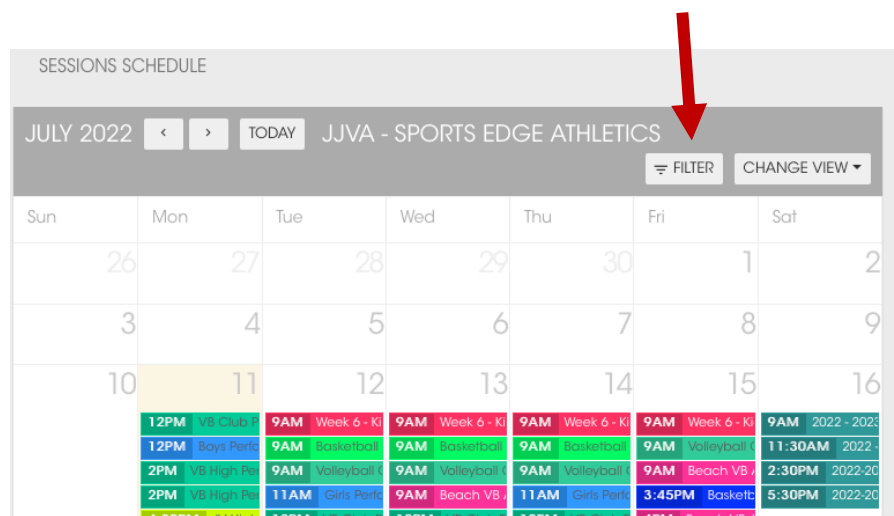 SESSIONS SCHEDULE
JULY 2022 < > TODAY JJVA - SPORTS EDGE ATHLETICS
FILTER CHANGE VIEW
Sun Mon Tue Wed Thu Fri Sat
26 27 28 29 30 1 2
3 4 5 6 7 8 9
10 11 12 13 14 15 16
12PM VB Club P 9AM Week 6 - Ki 9AM Week 6 - Ki 9AM Week 6 - Ki 9AM Week 6 - Ki 9AM 2022 - 2023
12PM Boys Perfo 9AM Basketball 9AM Basketball 9AM Basketball 9AM Volleyball 11:30AM 2022 -
2PM VB High Per 9AM Volleyball ( 9AM Volleyball ( 9AM Volleyball ( 9AM Beach VB 2:30PM 2022-20
2PM VB High Per 11AM Girls Perfo 9AM Beach VB 11AM Girls Perfo 3:45PM Basketb 5:30PM 2022-20